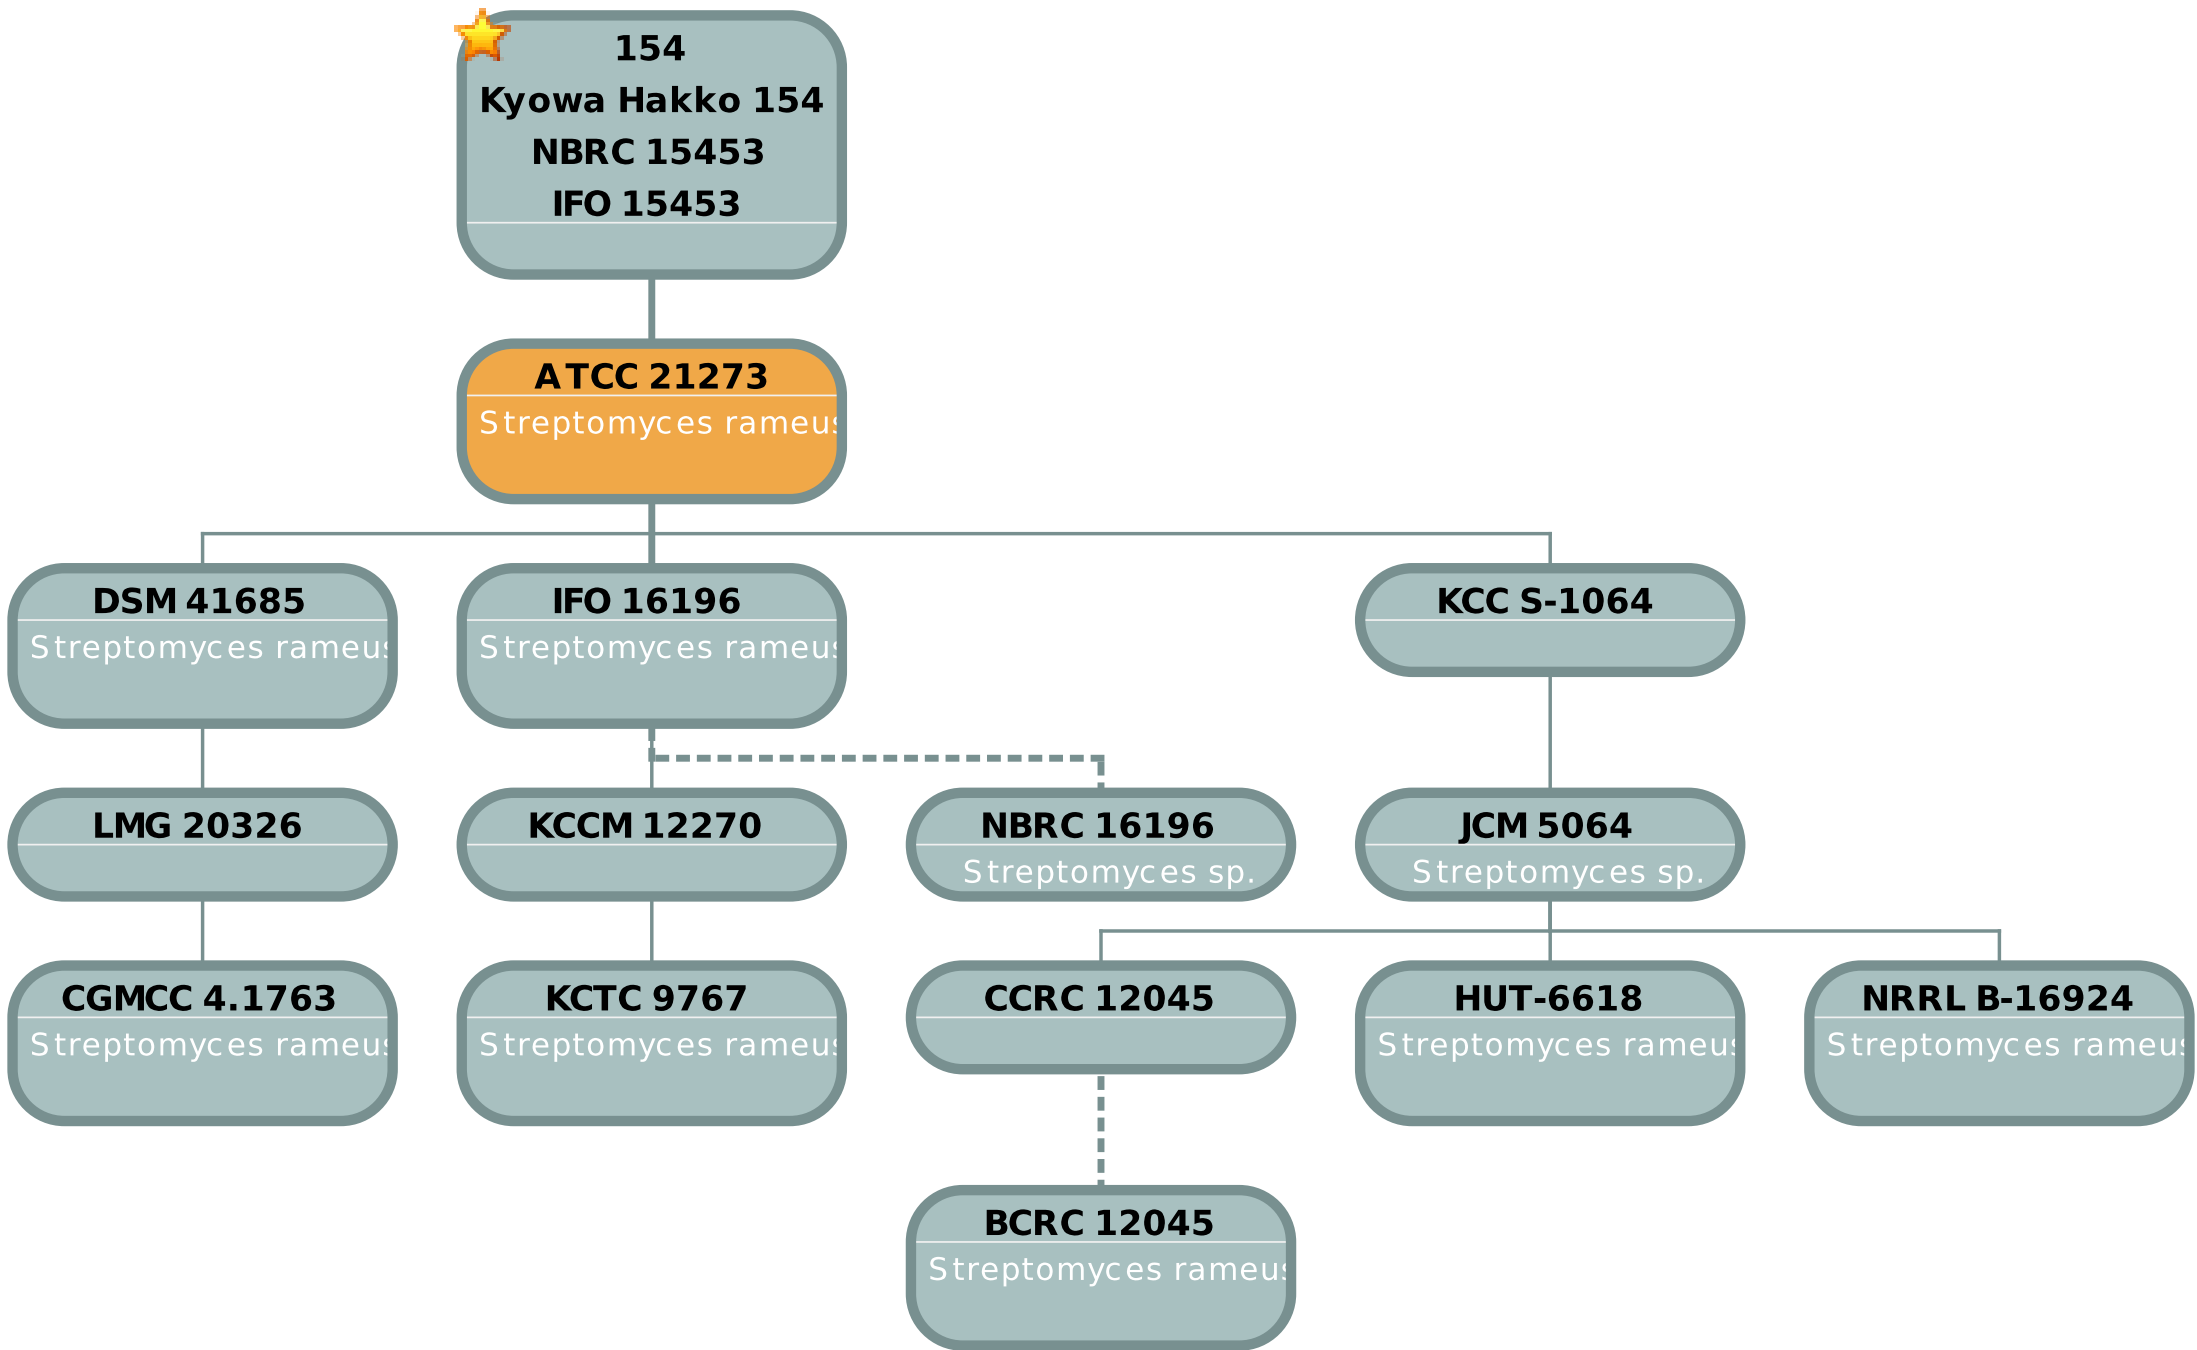 154
Kyowa Hakko 154
NBRC 15453
IFO 15453
ATCC 21273
Streptomyces rameus
DSM 41685
Streptomyces rameus
IFO 16196
Streptomyces rameus
KCC S-1064
LMG 20326
KCCM 12270
NBRC 16196
Streptomyces sp.
JCM 5064
Streptomyces sp.
CGMCC 4.1763
Streptomyces rameus
KCTC 9767
Streptomyces rameus
CCRC 12045
HUT-6618
Streptomyces rameus
NRRL B-16924
Streptomyces rameus
BCRC 12045
Streptomyces rameus